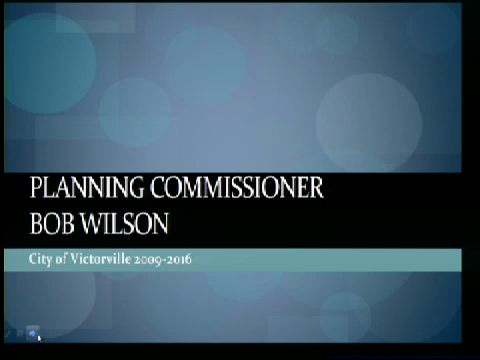 PLANNING COMMISSIONER
BOB WILSON
City of Victorville 2009-2016